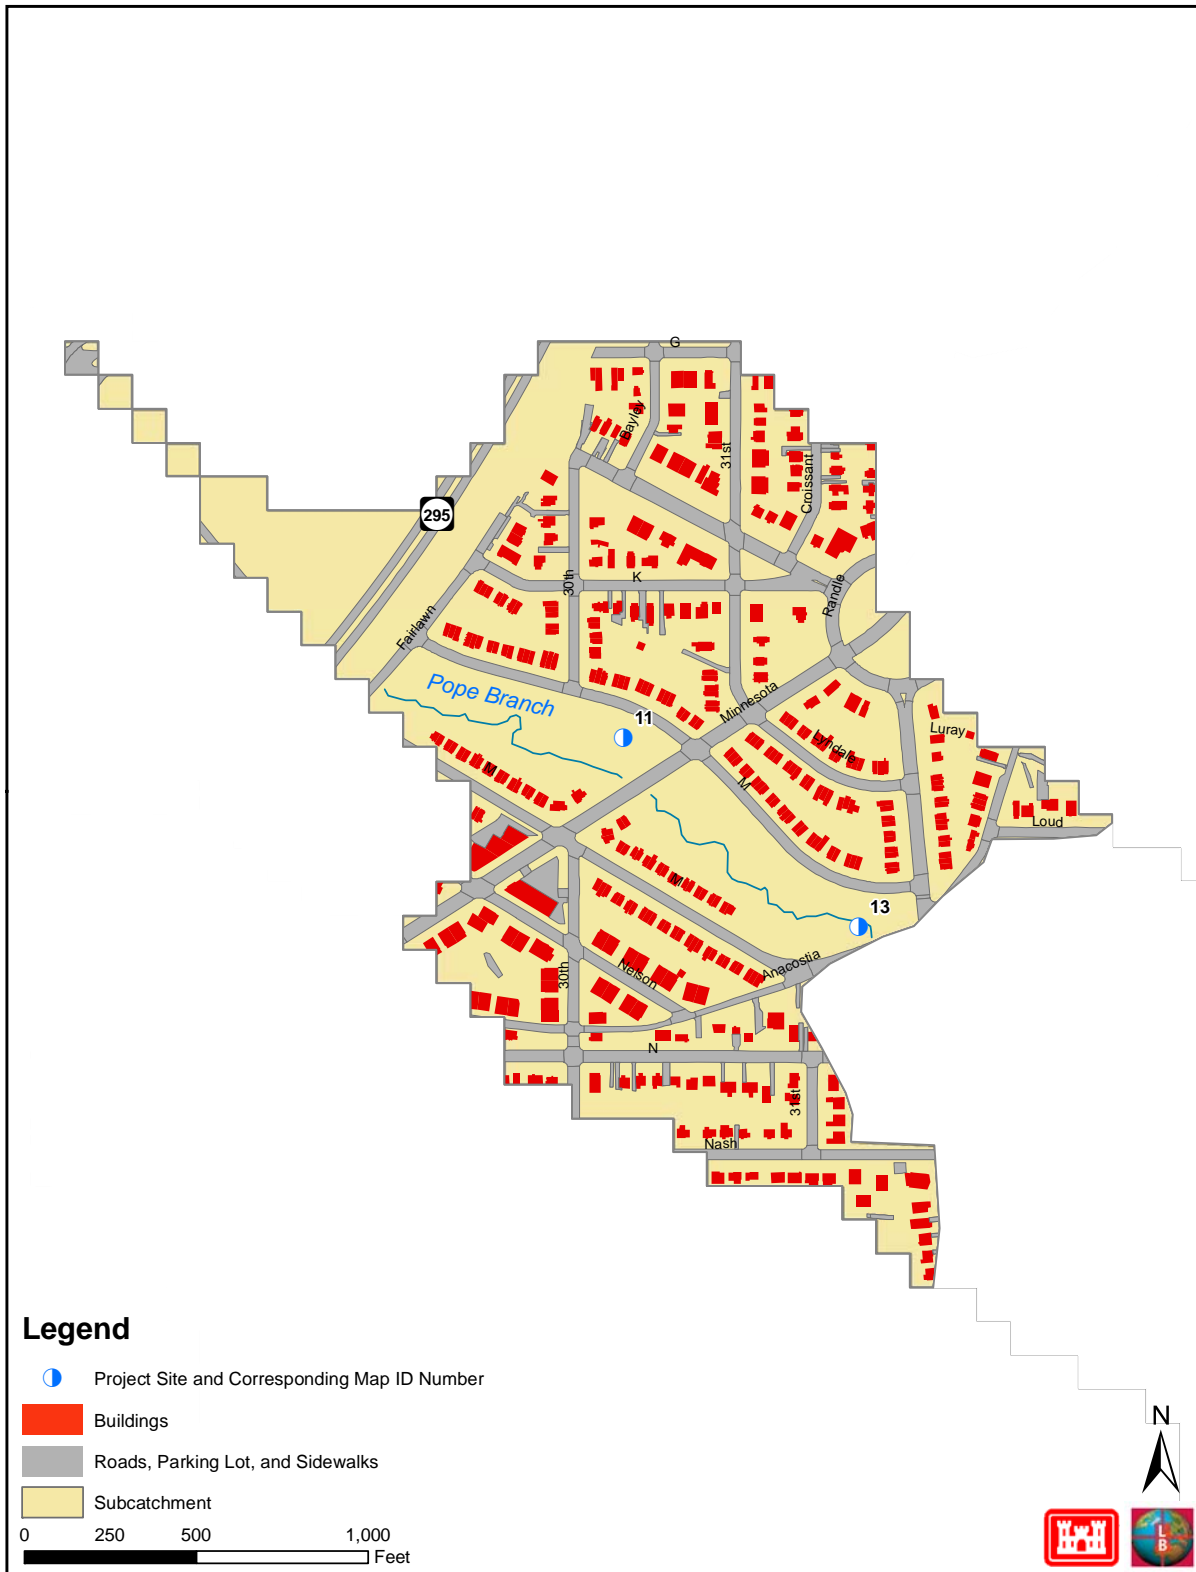 G
Bayley
31st
Croissant
295
30th
K
Randle
Fairlawn
Pope Branch
11
Minnesota
Luray
Lyndale
M
M
Loud
M
13
Anacostia
Nelson
30th
N
31st
Nash
Legend
Project Site and Corresponding Map ID Number
Buildings
Roads, Parking Lot, and Sidewalks
Subcatchment
0 250 500 1,000
Feet
N
L
B